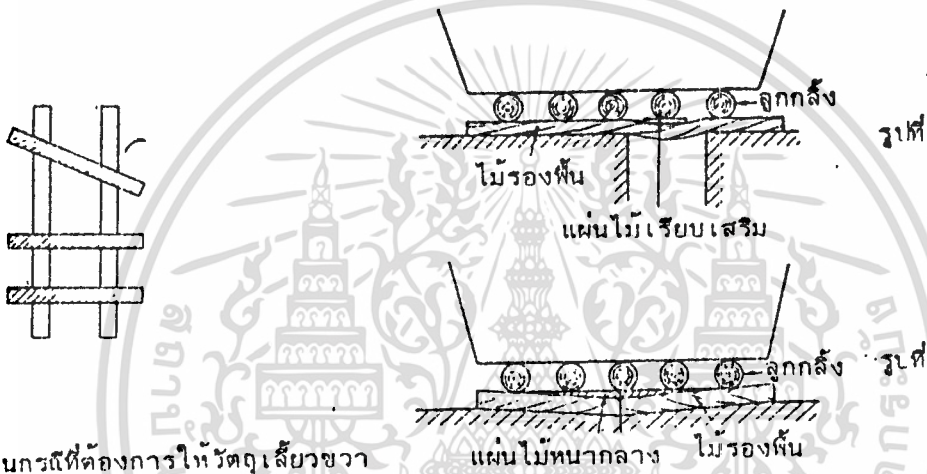 ลูกกลิ้ง
รูปที่
ไม้รองพื้น
แผ่นไม้เรียบเสริม
ลูกกลิ้ง
รูปที่
นกรณีที่ต้องการให้วัตถุเลี้ยวขวา
แผ่นไม้หนากลาง
ไม้รองพื้น